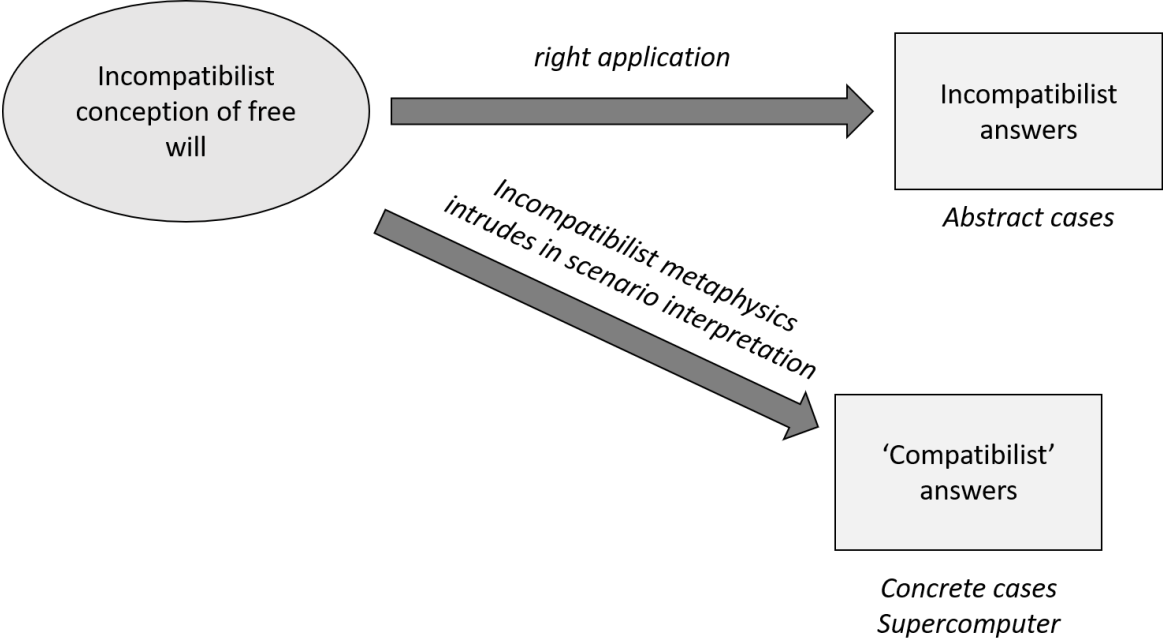 Incompatibilist
conception of free
will
right application
Incompatibilist
answers
Abstract cases
Incompatibilist metaphysics
intrudes in scenario interpretation
‘Compatibilist’
answers
Concrete cases
Supercomputer